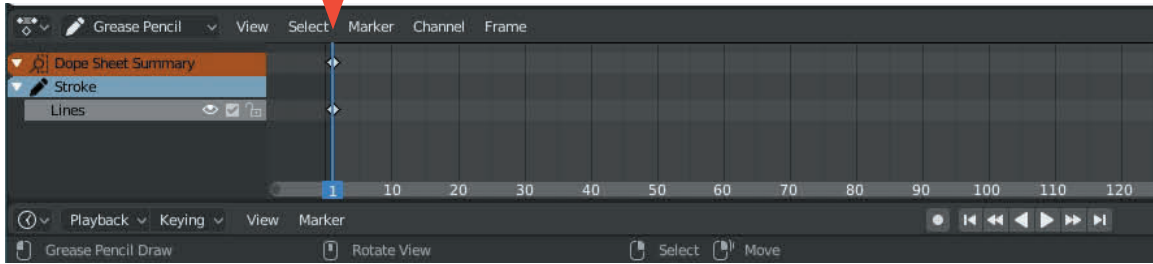 Grease Pencil View Select Marker Channel Frame
Dope Sheet Summary
Stroke
Lines
1 10 20 30 40 50 60 70 80 90 100 110 120
Playback Keying View Marker
Grease Pencil Draw Rotate View Select Move